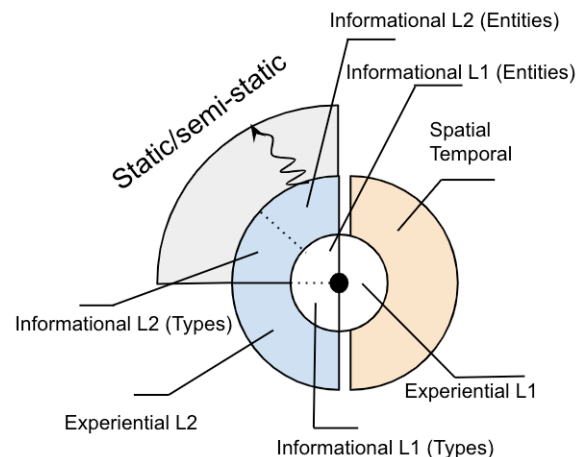 Informational L2 (Entities)
Informational L1 (Entities)
Static/semi-static
Spatial
Temporal
Informational L2 (Types)
Experiential L1
Experiential L2
Informational L1 (Types)